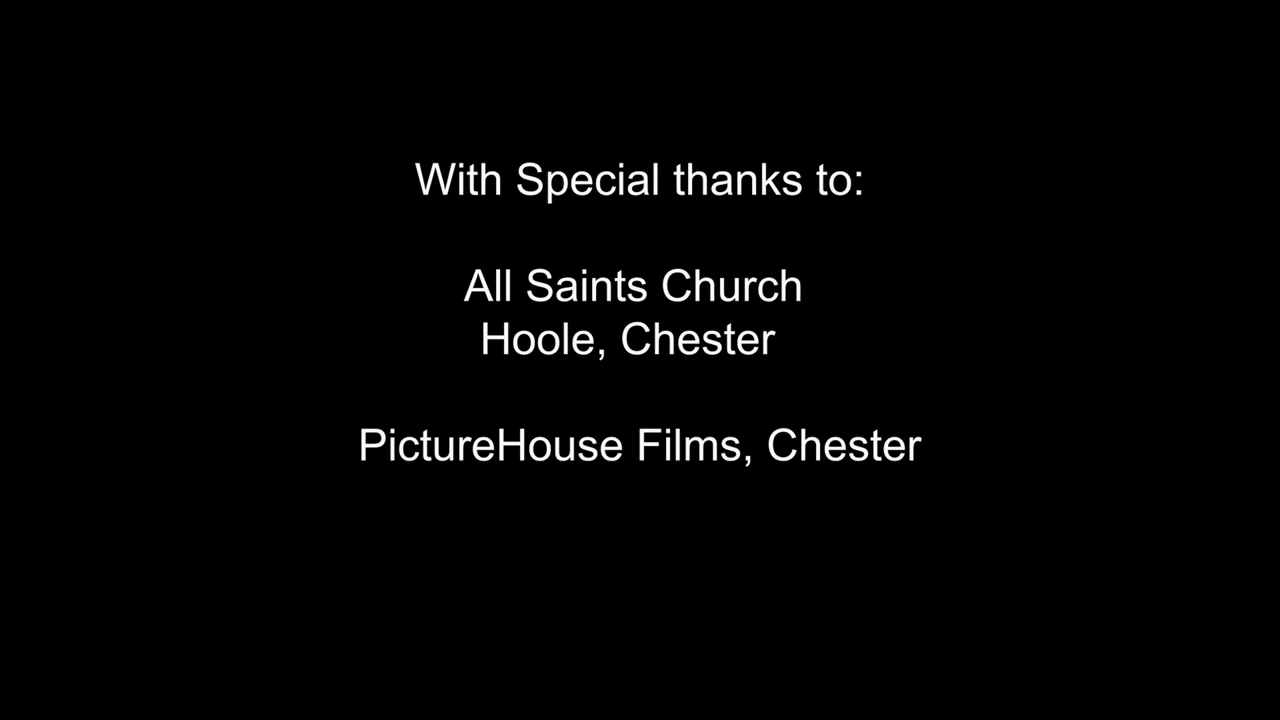 With Special thanks to:
All Saints Church
Hoole, Chester
PictureHouse Films, Chester